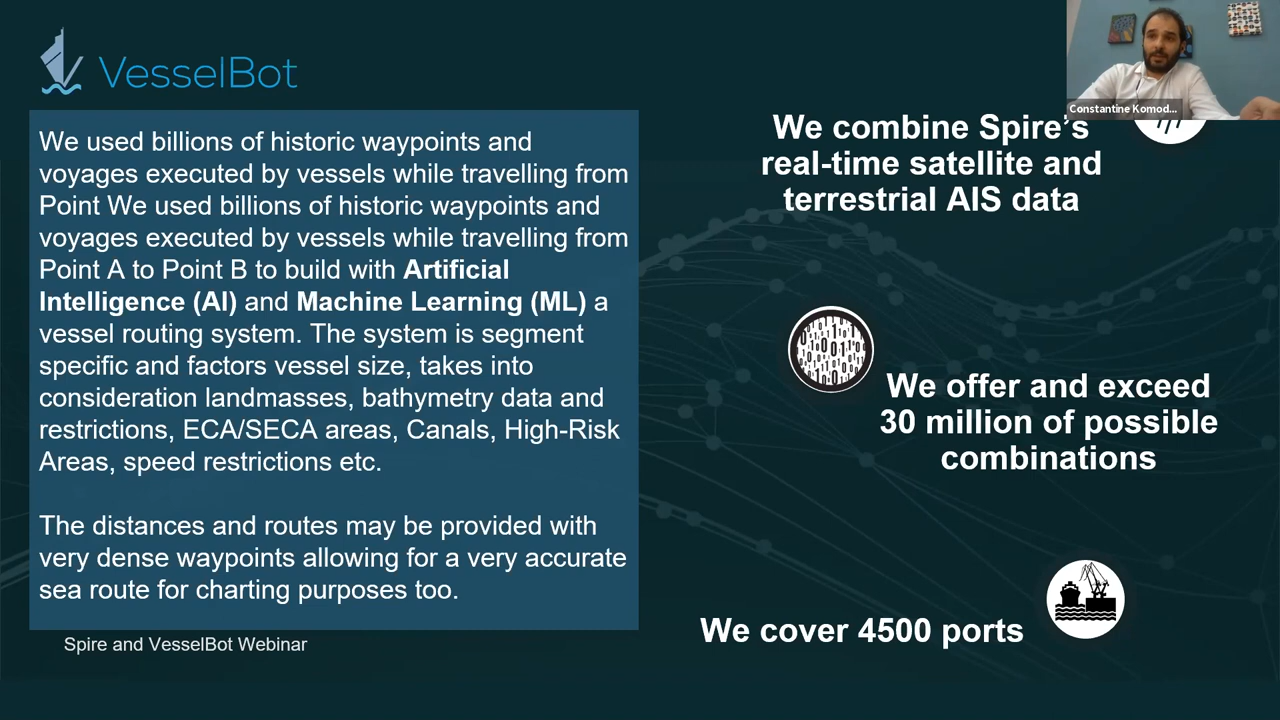 VesselBot
We used billions of historic waypoints and
voyages executed by vessels while travelling from
Point We used billions of historic waypoints and
voyages executed by vessels while travelling from
Point A to Point B to build with Artificial
Intelligence (AI) and Machine Learning (ML) a
vessel routing system. The system is segment
specific and factors vessel size, takes into
consideration landmasses, bathymetry data and
restrictions, ECA/SECA areas, Canals, High-Risk
Areas, speed restrictions etc.
The distances and routes may be provided with
very dense waypoints allowing for a very accurate
sea route for charting purposes too.
Spire and VesselBot Webinar
Constantine Komod...
We combine Spire's
real-time satellite and
terrestrial AIS data
We offer and exceed
30 million of possible
combinations
We cover 4500 ports